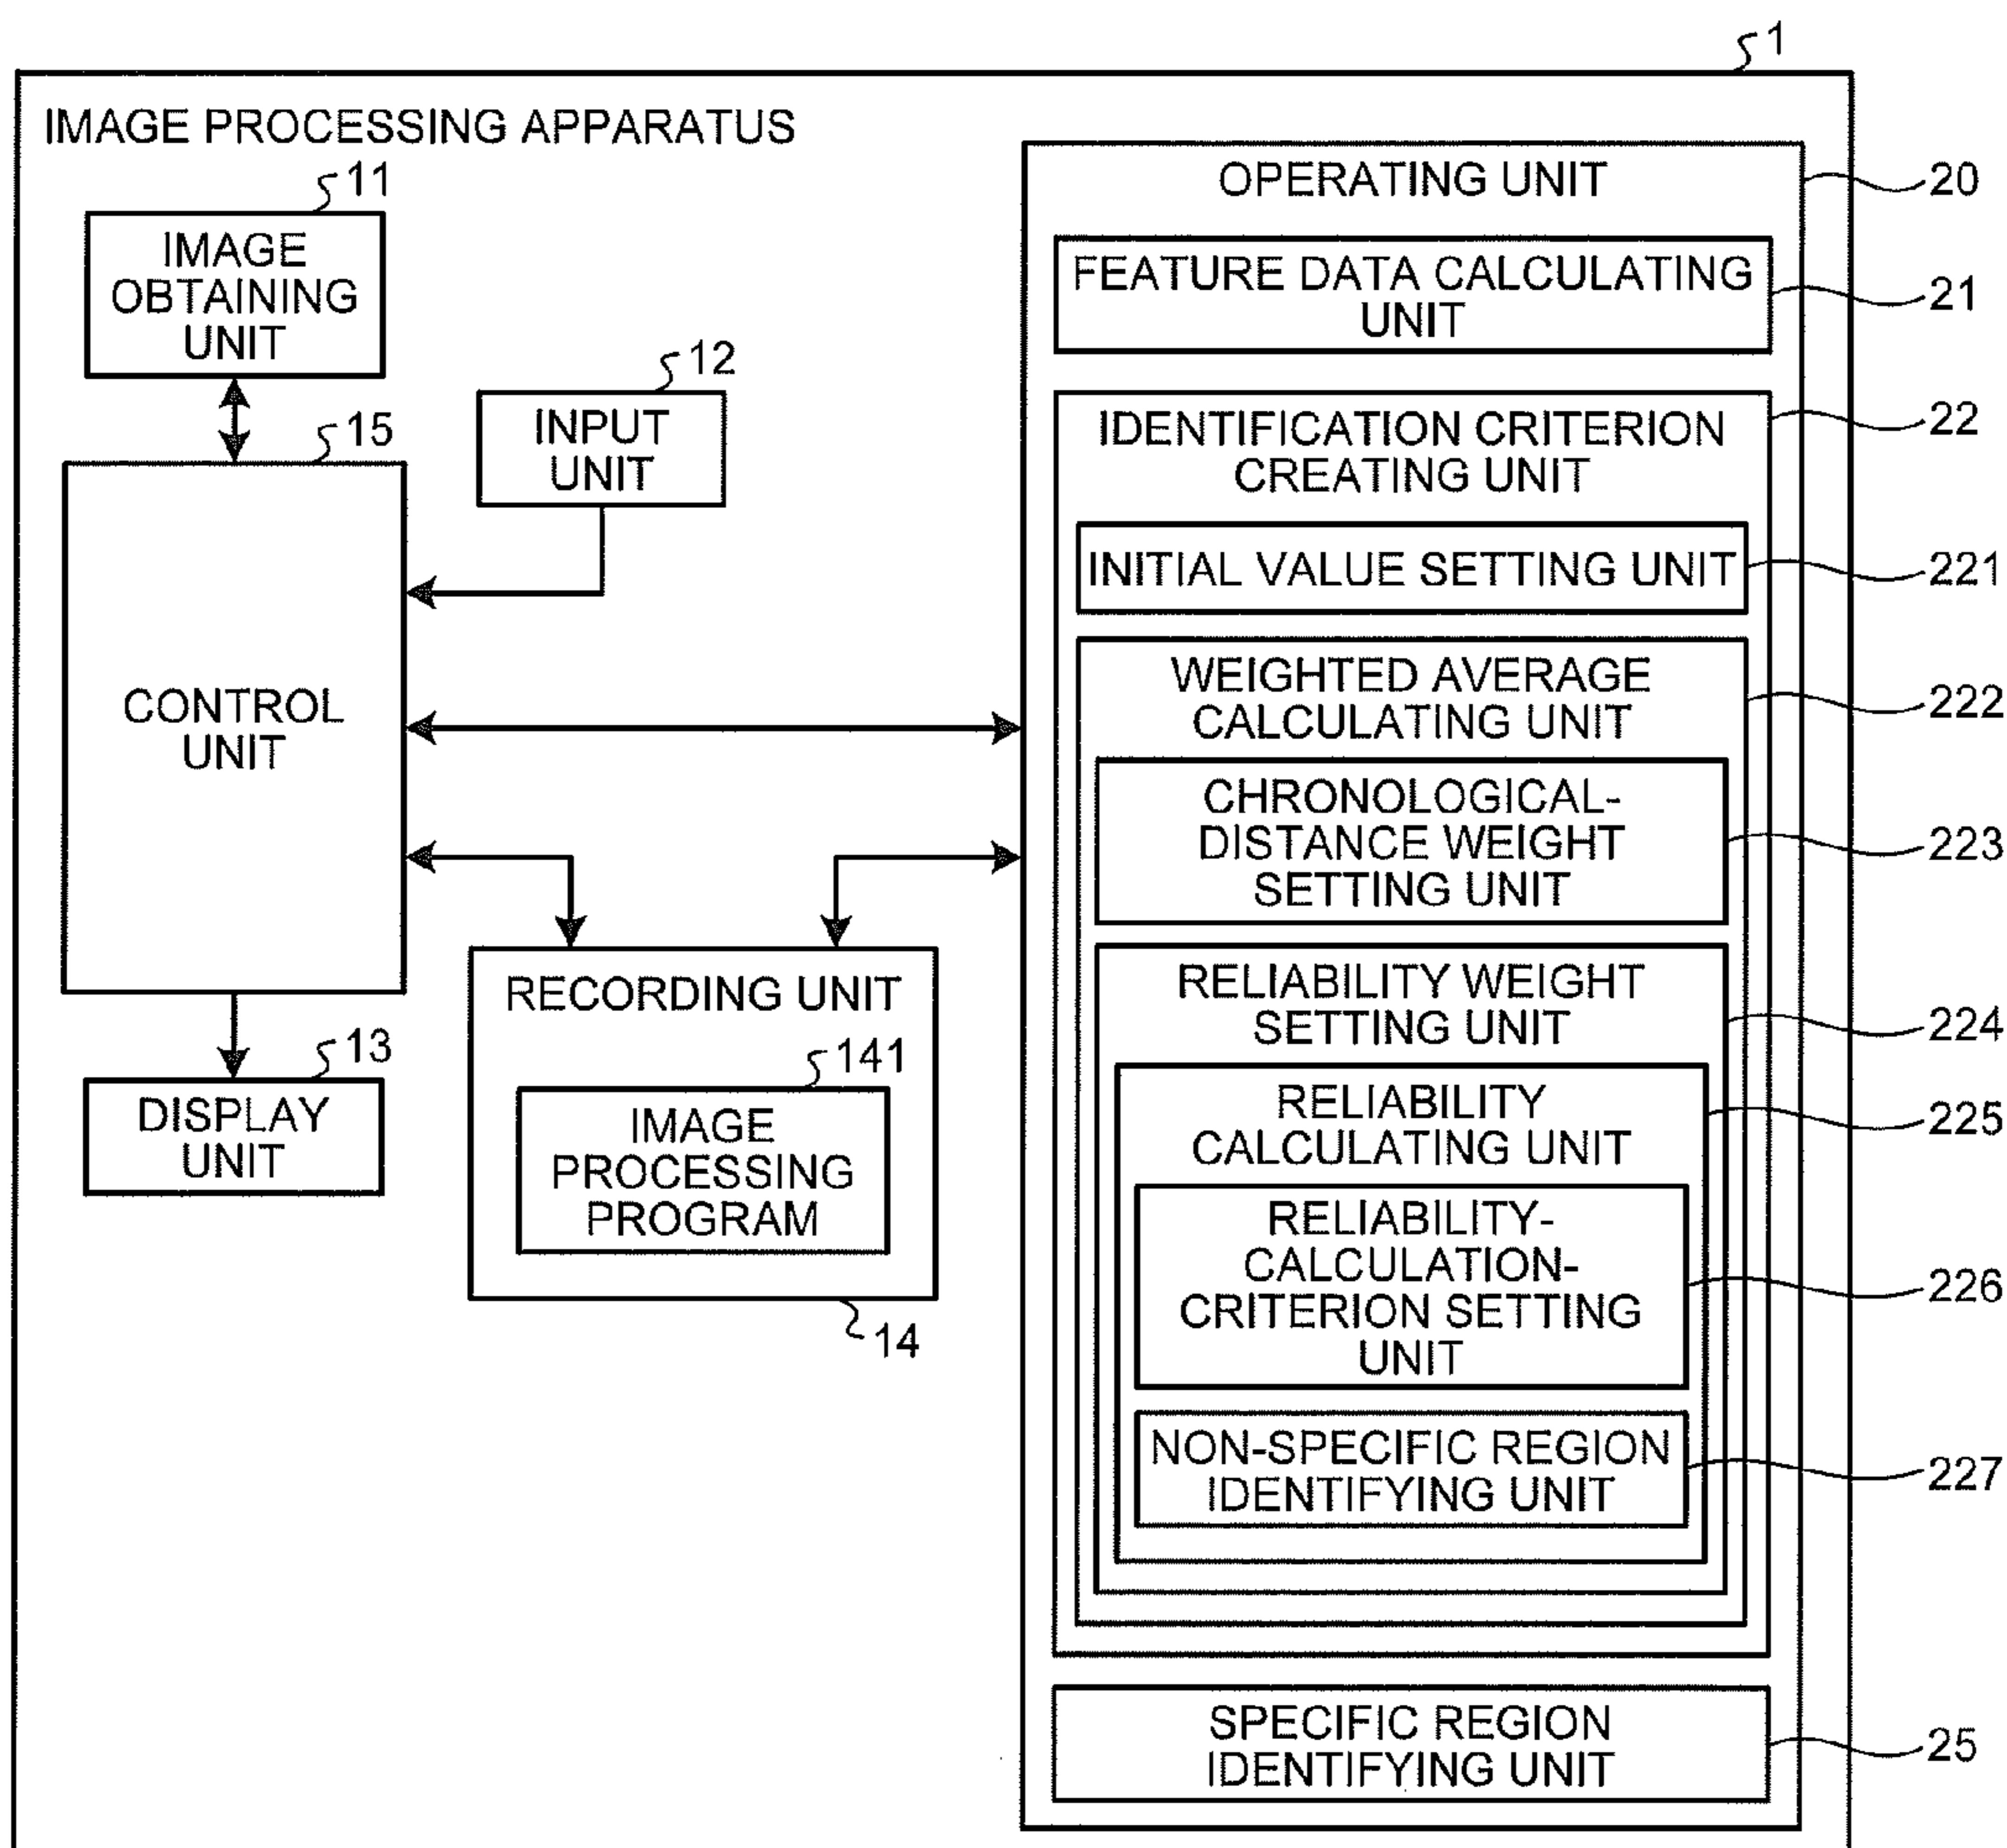 1
IMAGE PROCESSING APPARATUS
11
IMAGE
OBTAINING
UNIT
12
INPUT
UNIT
15
CONTROL
UNIT
13
DISPLAY
UNIT
RECORDING UNIT
141
IMAGE
PROCESSING
PROGRAM
14
OPERATING UNIT
20
FEATURE DATA CALCULATING
UNIT
21
IDENTIFICATION CRITERION
CREATING UNIT
22
INITIAL VALUE SETTING UNIT
221
WEIGHTED AVERAGE
CALCULATING UNIT
222
CHRONOLOGICAL-
DISTANCE WEIGHT
SETTING UNIT
223
RELIABILITY WEIGHT
SETTING UNIT
224
RELIABILITY
CALCULATING UNIT
225
RELIABILITY-
CALCULATION-
CRITERION SETTING
UNIT
226
NON-SPECIFIC REGION
IDENTIFYING UNIT
227
SPECIFIC REGION
IDENTIFYING UNIT
25